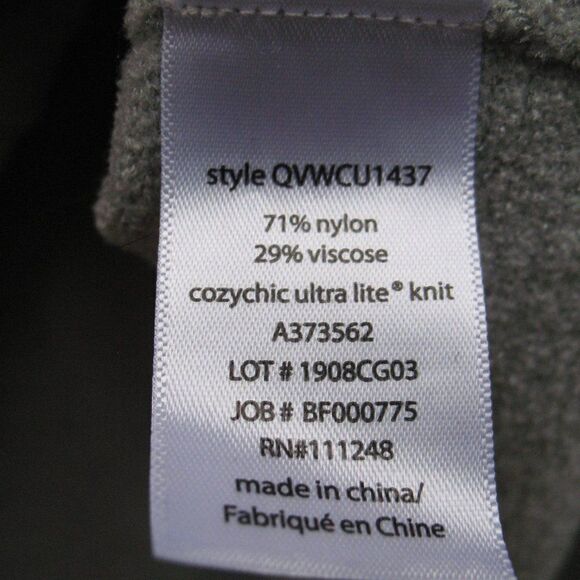 style QVWCU1437
71% nylon
29% viscose
cozychic ultra lite® knit
A373562
LOT # 1908CG03
JOB # BF000775
RN#111248
made in china/
Fabriqué en Chine